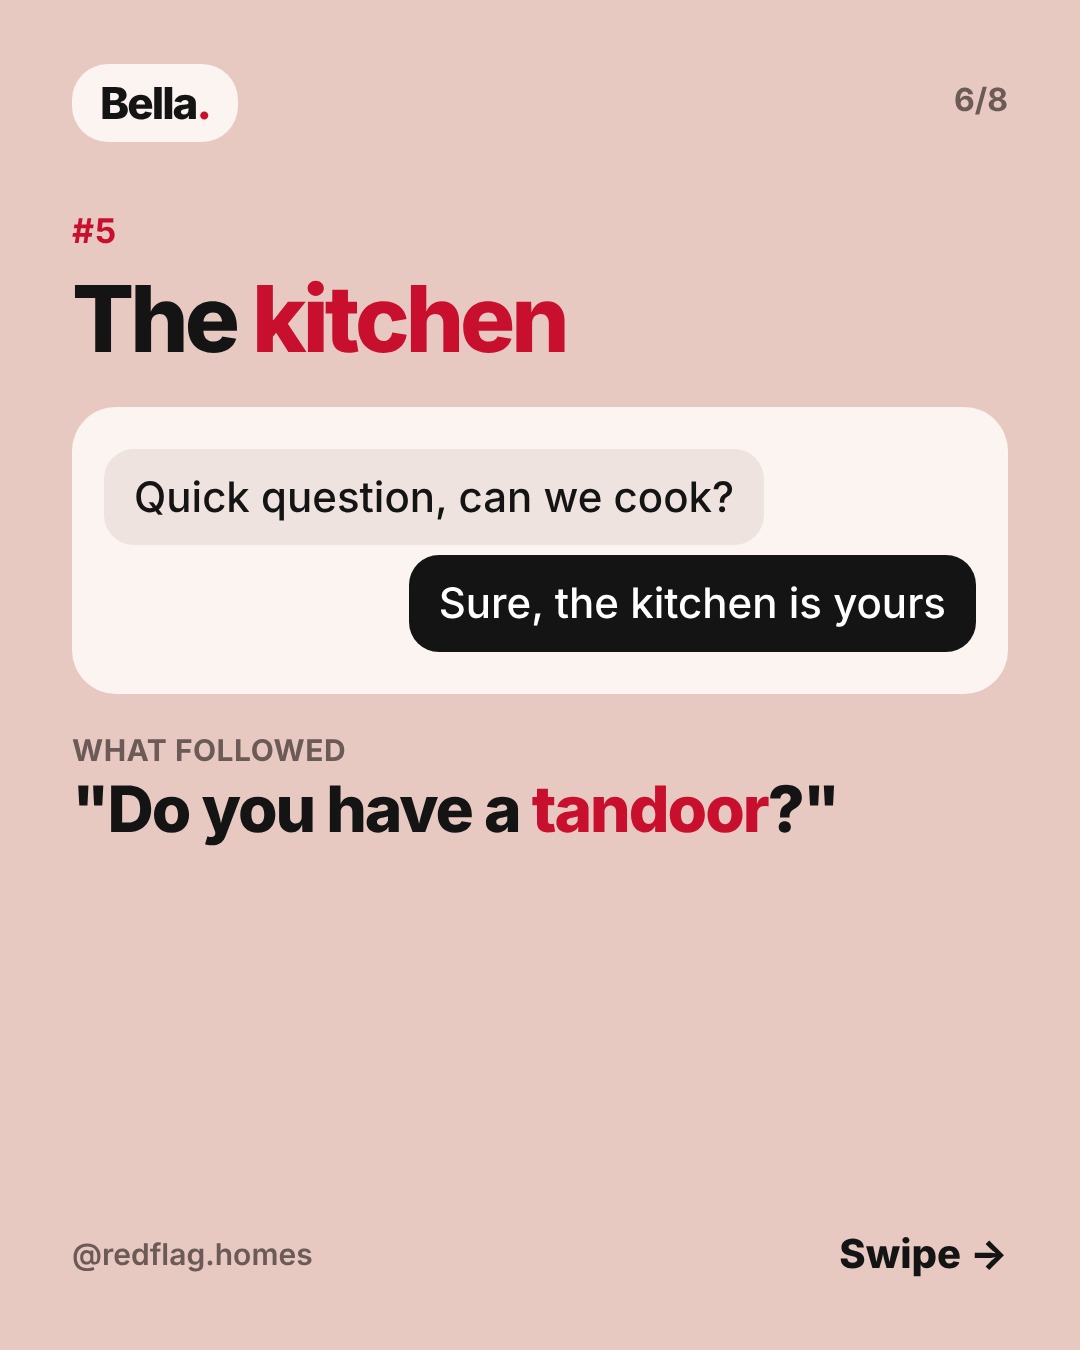 Bella.
6/8
#5
The kitchen
Quick question, can we cook?
Sure, the kitchen is yours
WHAT FOLLOWED
"Do you have a tandoor?"
@redflag.homes
Swipe →